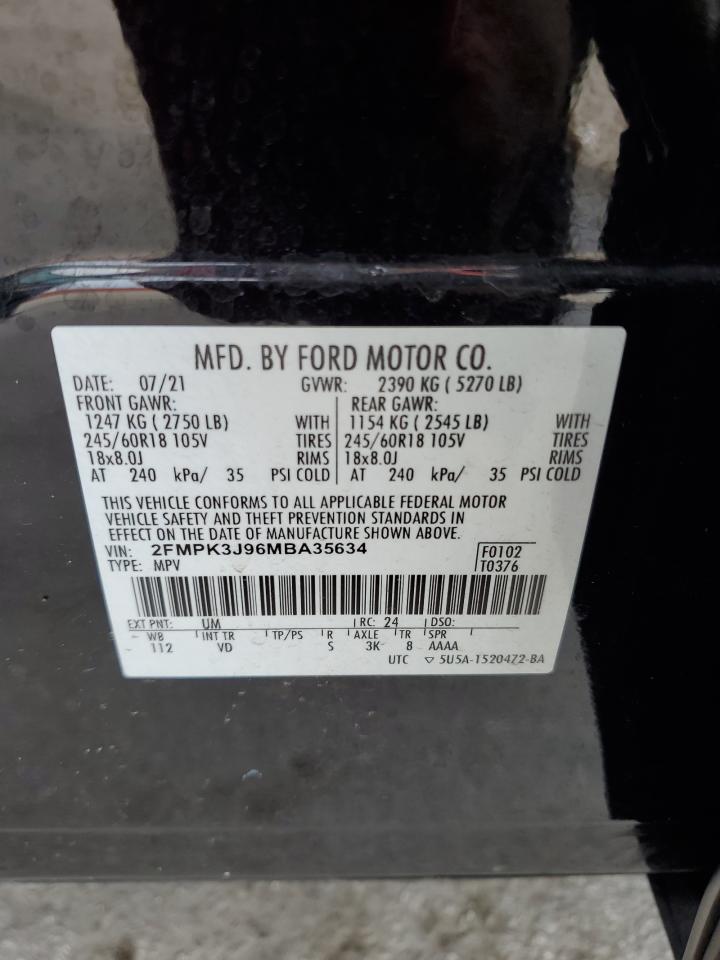 MFD. BY FORD MOTOR CO.
DATE: 07/21 GVWR: 2390 KG ( 5270 LB)
FRONT GAWR: REAR GAWR:
1247 KG ( 2750 LB) WITH 1154 KG ( 2545 LB) WITH
245/60R18 105V TIRES 245/60R18 105V TIRES
18x8.0J RIMS 18x8.0J RIMS
AT 240 kPa/ 35 PSI COLD AT 240 kPa/ 35 PSI COLD
THIS VEHICLE CONFORMS TO ALL APPLICABLE FEDERAL MOTOR
VEHICLE SAFETY AND THEFT PREVENTION STANDARDS IN
EFFECT ON THE DATE OF MANUFACTURE SHOWN ABOVE.
VIN: 2FMPK3J96MBA35634 F0102
TYPE: MPV T0376
EXT PNT: UM RC: 24 DSO:
WB INT TR TP/PS R AXLE TR SPR
112 VD S 3K 8 AAAA
UTC ▽ 5U5A-1520472-BA